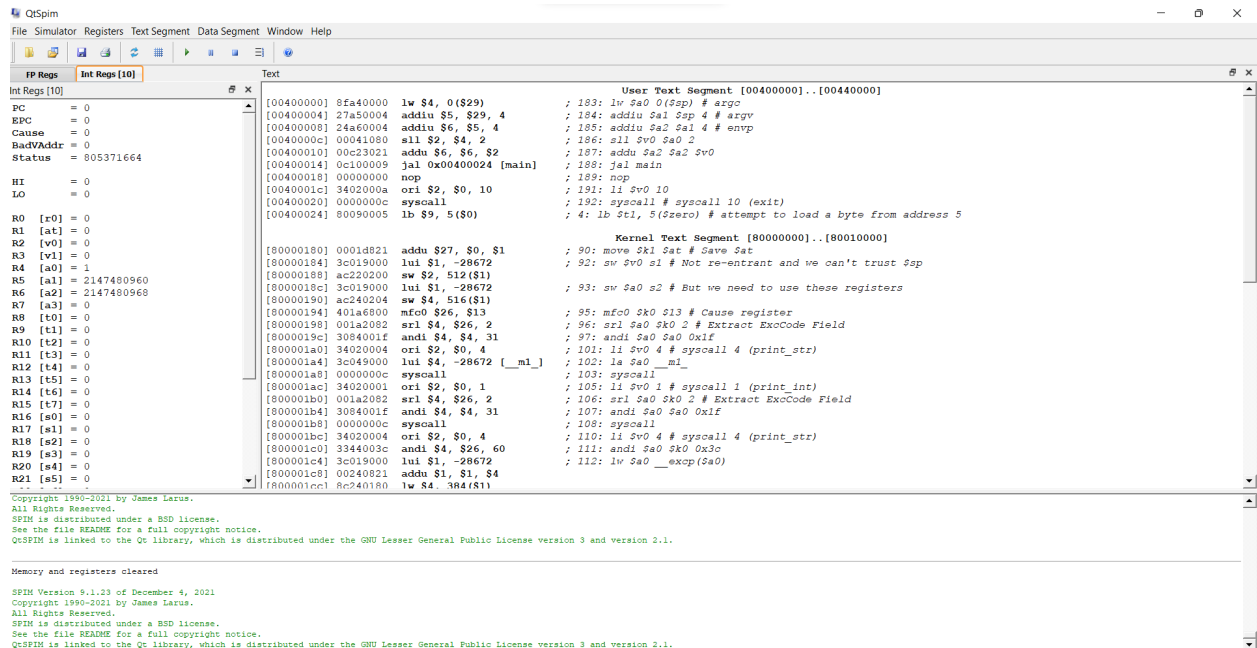 QtSpim
File Simulator Registers Text Segment Data Segment Window Help
FP Regs Int Regs [10] Text
Int Regs [10]
PC = 0
EPC = 0
Cause = 0
BadVAddr = 0
Status = 805371664
HI = 0
LO = 0
R0 [r0] = 0
R1 [at] = 0
R2 [v0] = 0
R3 [v1] = 0
R4 [a0] = 1
R5 [a1] = 2147480960
R6 [a2] = 2147480968
R7 [a3] = 0
R8 [t0] = 0
R9 [t1] = 0
R10 [t2] = 0
R11 [t3] = 0
R12 [t4] = 0
R13 [t5] = 0
R14 [t6] = 0
R15 [t7] = 0
R16 [s0] = 0
R17 [s1] = 0
R18 [s2] = 0
R19 [s3] = 0
R20 [s4] = 0
R21 [s5] = 0
User Text Segment [00400000]..[00440000]
[00400000] 8fa40000 lw $4, 0($29) ; 183: lw $a0 0($sp) # argc
[00400004] 27a50004 addiu $5, $29, 4 ; 184: addiu $a1 $sp 4 # argv
[00400008] 24a60004 addiu $6, $5, 4 ; 185: addiu $a2 $a1 4 # envp
[0040000c] 00041080 sll $2, $4, 2 ; 186: sll $v0 $a0 2
[00400010] 00c23021 addu $6, $6, $2 ; 187: addu $a2 $a2 $v0
[00400014] 0c100009 jal 0x00400024 [main] ; 188: jal main
[00400018] 00000000 nop ; 189: nop
[0040001c] 3402000a ori $2, $0, 10 ; 191: li $v0 10
[00400020] 0000000c syscall ; 192: syscall # syscall 10 (exit)
[00400024] 80090005 lb $9, 5($0) ; 4: lb $t1, 5($zero) # attempt to load a byte from address 5
Kernel Text Segment [80000000]..[80010000]
[80000180] 0001d821 addu $27, $0, $1 ; 90: move $k1 $at # Save $at
[80000184] 3c019000 lui $1, -28672 ; 92: sw $v0 s1 # Not re-entrant and we can't trust $sp
[80000188] ac220200 sw $2, 512($1)
[8000018c] 3c019000 lui $1, -28672 ; 93: sw $a0 s2 # But we need to use these registers
[80000190] ac240204 sw $4, 516($1)
[80000194] 401a6800 mfc0 $26, $13 ; 95: mfc0 $k0 $13 # Cause register
[80000198] 001a2082 srl $4, $26, 2 ; 96: srl $a0 $k0 2 # Extract ExcCode Field
[8000019c] 3084001f andi $4, $4, 31 ; 97: andi $a0 $a0 0x1f
[800001a0] 34020004 ori $2, $0, 4 ; 101: li $v0 4 # syscall 4 (print_str)
[800001a4] 3c049000 lui $4, -28672 [__m1_] ; 102: la $a0 __m1_
[800001a8] 0000000c syscall ; 103: syscall
[800001ac] 34020001 ori $2, $0, 1 ; 105: li $v0 1 # syscall 1 (print_int)
[800001b0] 001a2082 srl $4, $26, 2 ; 106: srl $a0 $k0 2 # Extract ExcCode Field
[800001b4] 3084001f andi $4, $4, 31 ; 107: andi $a0 $a0 0x1f
[800001b8] 0000000c syscall ; 108: syscall
[800001bc] 34020004 ori $2, $0, 4 ; 110: li $v0 4 # syscall 4 (print_str)
[800001c0] 3344003c andi $4, $26, 60 ; 111: andi $a0 $k0 0x3c
[800001c4] 3c019000 lui $1, -28672 ; 112: lw $a0 __excp($a0)
[800001c8] 00240821 addu $1, $1, $4
[800001cc] 8c240180 lw $4, 384($1)
Copyright 1990-2021 by James Larus.
All Rights Reserved.
SPIM is distributed under a BSD license.
See the file README for a full copyright notice.
QtSPIM is linked to the Qt library, which is distributed under the GNU Lesser General Public License version 3 and version 2.1.
Memory and registers cleared
SPIM Version 9.1.23 of December 4, 2021
Copyright 1990-2021 by James Larus.
All Rights Reserved.
SPIM is distributed under a BSD license.
See the file README for a full copyright notice.
QtSPIM is linked to the Qt library, which is distributed under the GNU Lesser General Public License version 3 and version 2.1.